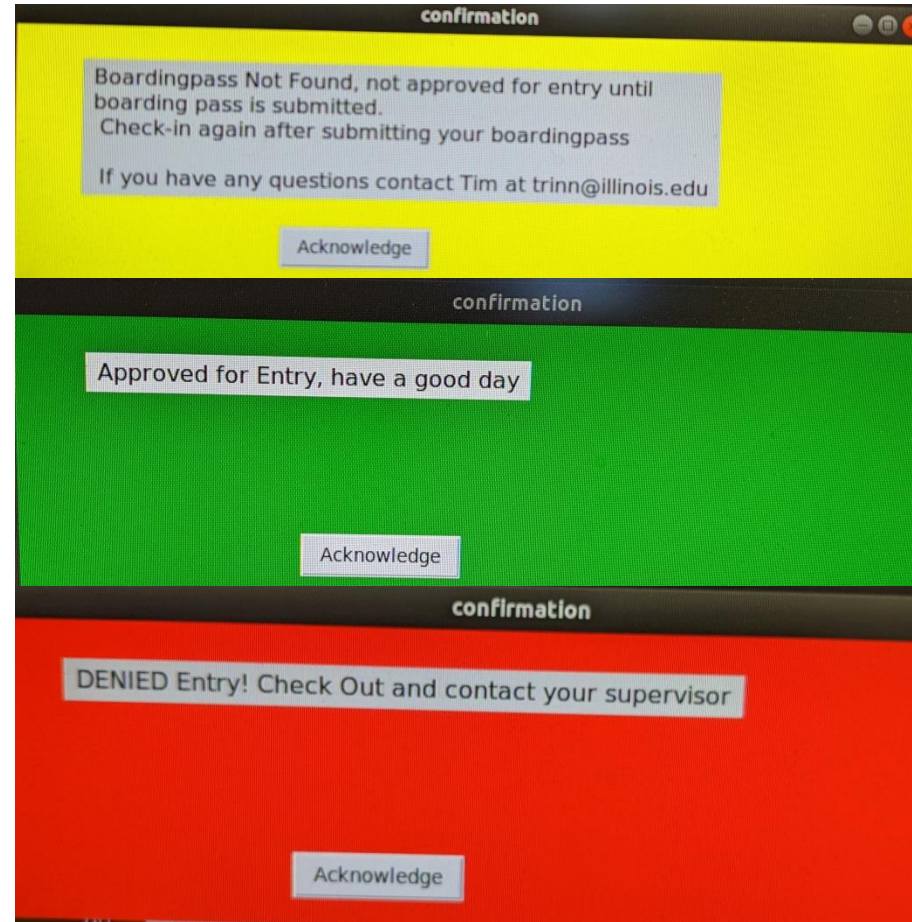 confirmation
Boardingpass Not Found, not approved for entry until
boarding pass is submitted.
Check-in again after submitting your boardingpass
If you have any questions contact Tim at trinn@illinois.edu
Acknowledge
confirmation
Approved for Entry, have a good day
Acknowledge
confirmation
DENIED Entry! Check Out and contact your supervisor
Acknowledge